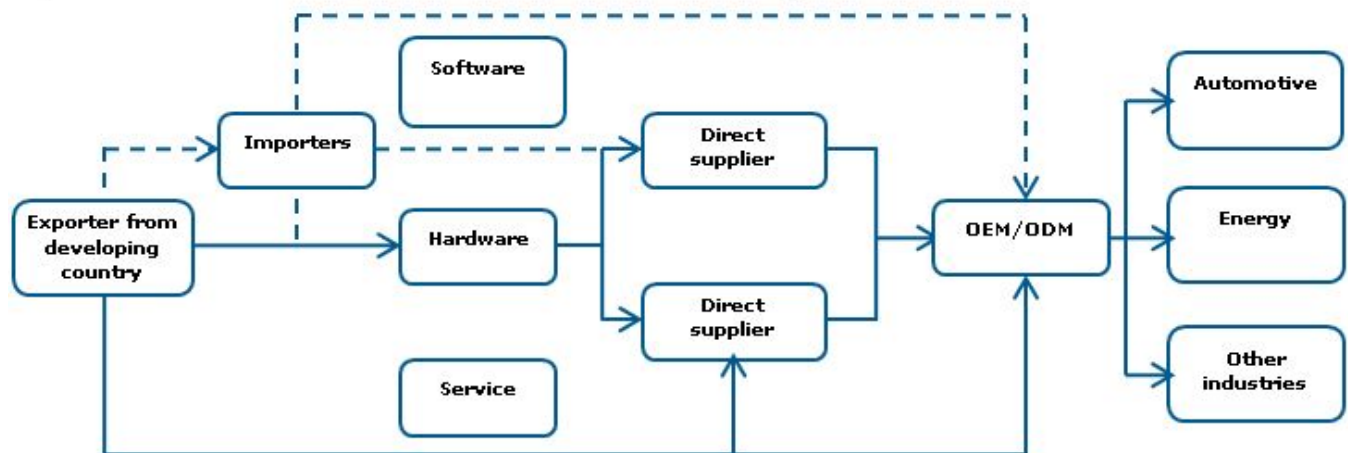 Software
Automotive
Importers
Direct
supplier
Exporter from
developing
country
Hardware
OEM/ODM
Energy
Direct
supplier
Service
Other
industries